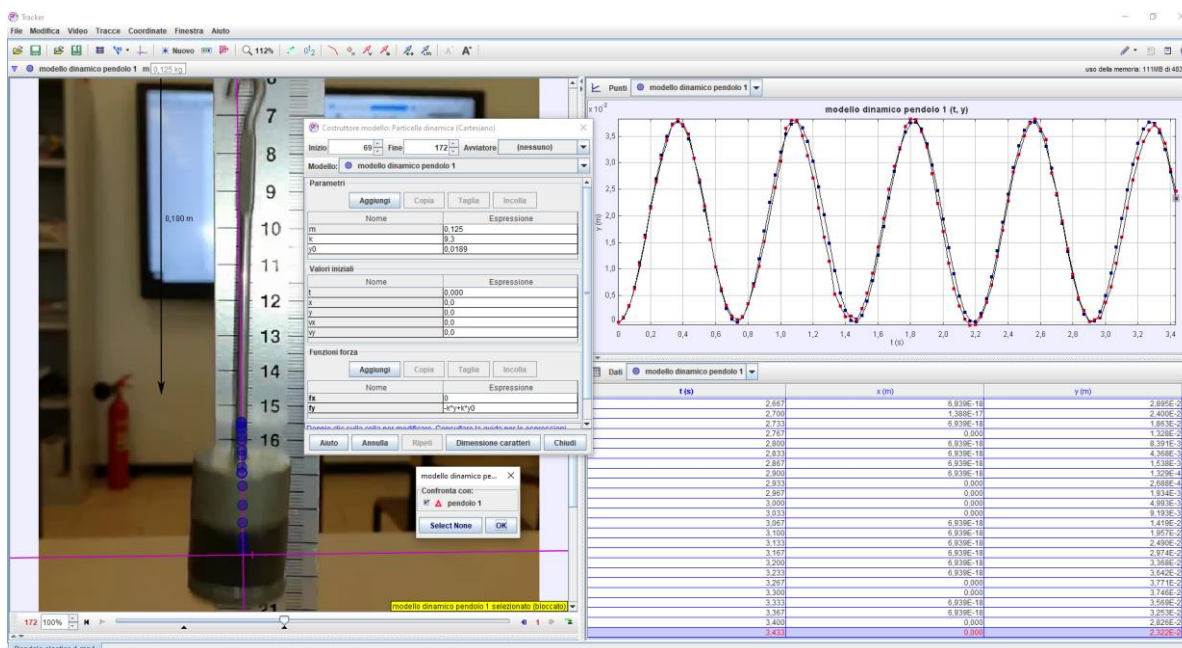 Tracker
File Modifica Video Tracce Coordinate Finestra Aiuto
Nuovo 112%
modello dinamico pendolo 1 m 0,125 kg
uso della memoria: 111MB di 483
7
8
9
10
11
12
13
14
15
16
21
0,180 m
Costruttore modello: Particella dinamica (Cartesiano)
Inizio 69 Fine 172 Avviatore (nessuno)
Modello: modello dinamico pendolo 1
Parametri
Aggiungi Copia Taglia Incolla
Nome Espressione
m 0,125
k 9,3
y0 0,0189
Valori iniziali
Nome Espressione
t 0,000
x 0,0
y 0,0
vx 0,0
vy 0,0
Funzioni forza
Aggiungi Copia Taglia Incolla
Nome Espressione
fx 0
fy -k*y+k*y0
Doppio clic sulla cella per modificare. Consultare la guida per le espressioni
Aiuto Annulla Ripeti Dimensione caratteri Chiudi
modello dinamico pe...
Confronta con:
pendolo 1
Select None OK
modello dinamico pendolo 1 selezionato (bloccato)
172 100% 1
Punti modello dinamico pendolo 1
modello dinamico pendolo 1 (t, y)
x 10-2
3,5
3,0
2,5
2,0
1,5
1,0
0,5
0
y (m)
0 0,2 0,4 0,6 0,8 1,0 1,2 1,4 1,6 1,8 2,0 2,2 2,4 2,6 2,8 3,0 3,2 3,4
t (s)
Dati modello dinamico pendolo 1
t (s) x (m) y (m)
2,667 6,939E-18 2,895E-2
2,700 1,388E-17 2,400E-2
2,733 6,939E-18 1,863E-2
2,767 0,000 1,328E-2
2,800 6,939E-18 8,391E-3
2,833 6,939E-18 4,368E-3
2,867 6,939E-18 1,538E-3
2,900 6,939E-18 1,329E-4
2,933 0,000 2,688E-4
2,967 0,000 1,934E-3
3,000 0,000 4,993E-3
3,033 0,000 9,193E-3
3,067 6,939E-18 1,419E-2
3,100 6,939E-18 1,957E-2
3,133 6,939E-18 2,490E-2
3,167 6,939E-18 2,974E-2
3,200 6,939E-18 3,368E-2
3,233 6,939E-18 3,642E-2
3,267 0,000 3,771E-2
3,300 0,000 3,746E-2
3,333 6,939E-18 3,569E-2
3,367 6,939E-18 3,253E-2
3,400 0,000 2,826E-2
3,433 0,000 2,322E-2